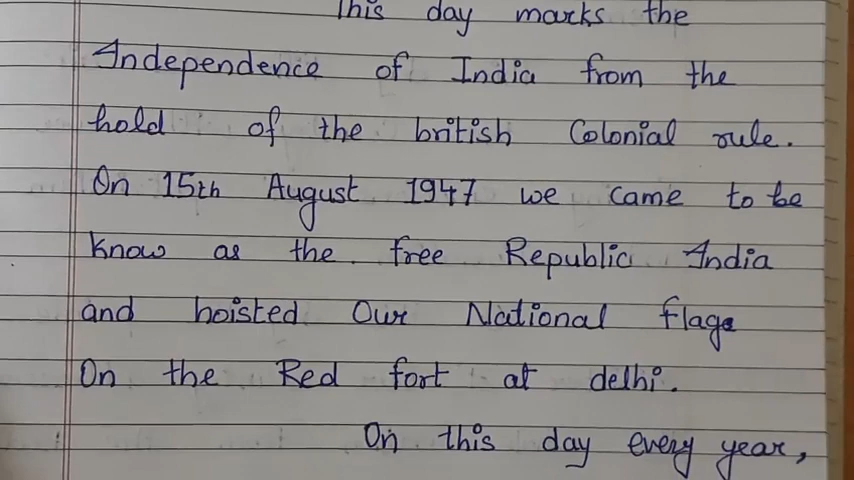 This day marks the
Independence of India from the
hold of the british Colonial rule.
On 15th August 1947 we came to be
know as the free Republic India
and hoisted Our National flag
On the Red fort at delhi.
On this day every year,